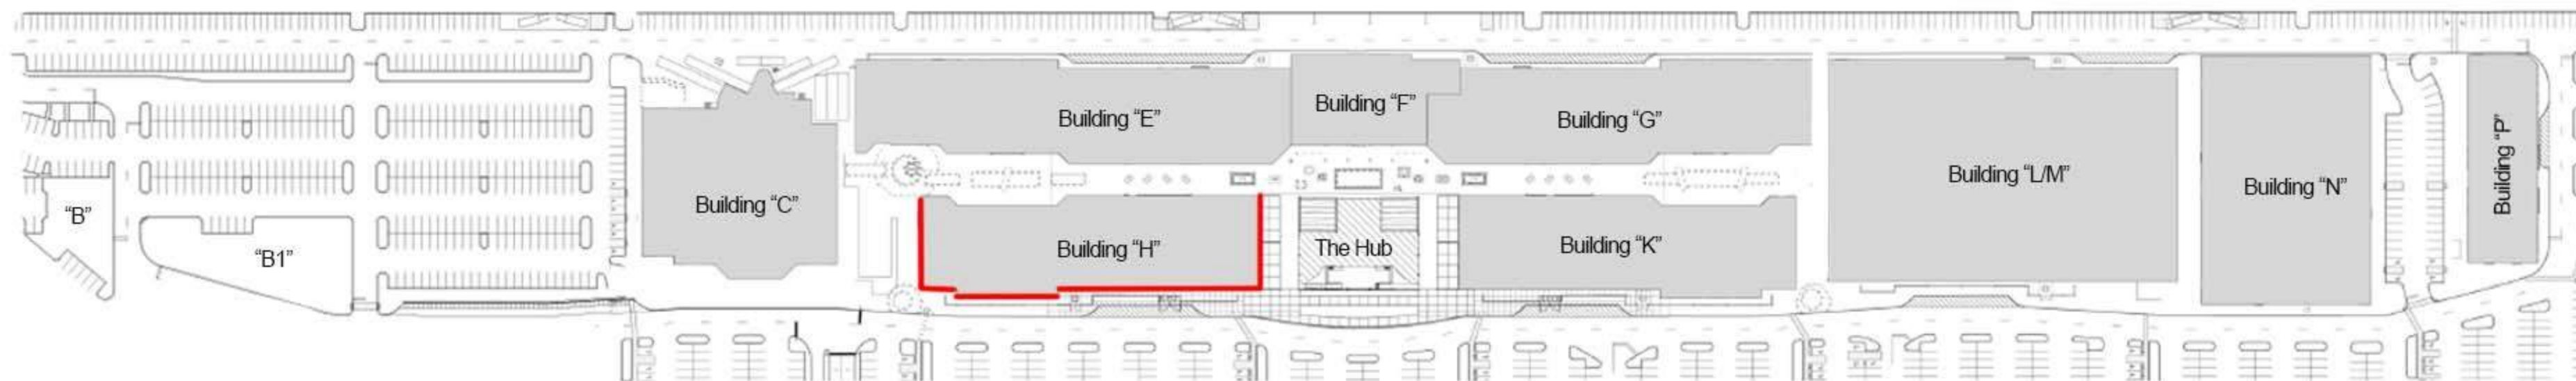 Building “E”
Building “F”
Building “G”
Building “C”
Building “L/M”
Building “N”
Building “P”
“B”
“B1”
Building “H”
The Hub
Building “K”